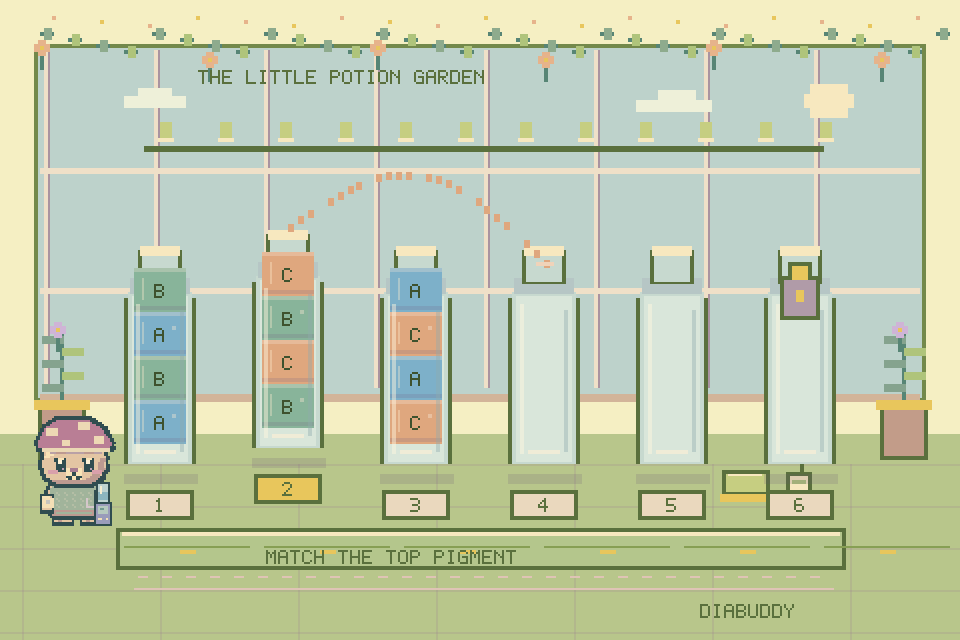 THE LITTLE POTION GARDEN
B C A
A B C
B C A
A B C
1 2 3 4 5 6
MATCH THE TOP PIGMENT
DIABUDDY